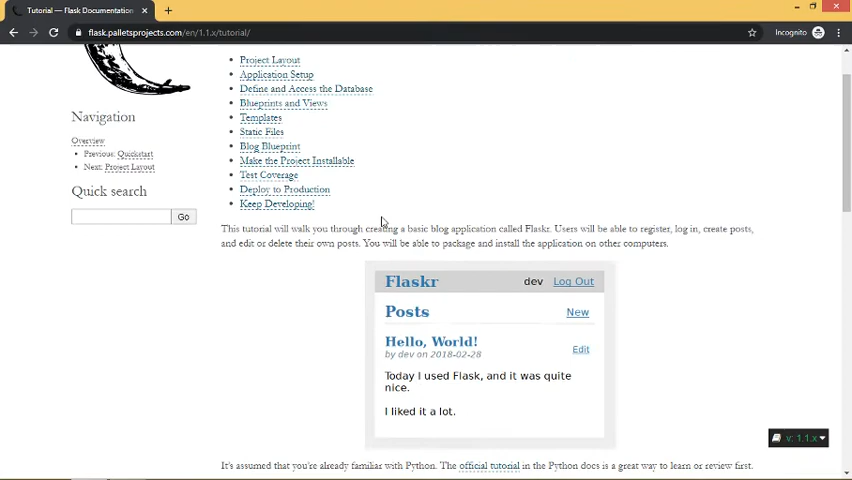 Tutorial — Flask Documentation
flask.palletsprojects.com/en/1.1.x/tutorial/
Incognito
Project Layout
Application Setup
Define and Access the Database
Blueprints and Views
Templates
Static Files
Blog Blueprint
Make the Project Installable
Test Coverage
Deploy to Production
Keep Developing!
Navigation
Overview
Previous: Quickstart
Next: Project Layout
Quick search
Go
This tutorial will walk you through creating a basic blog application called Flaskr. Users will be able to register, log in, create posts,
and edit or delete their own posts. You will be able to package and install the application on other computers.
Flaskr dev Log Out
Posts New
Hello, World!
by dev on 2018-02-28
Edit
Today I used Flask, and it was quite
nice.
I liked it a lot.
v: 1.1.x
It's assumed that you're already familiar with Python. The official tutorial in the Python docs is a great way to learn or review first.